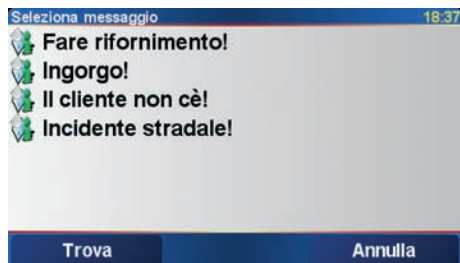 Seleziona messaggio 18:37
Fare rifornimento!
Ingorgo!
Il cliente non cè!
Incidente stradale!
Trova Annulla